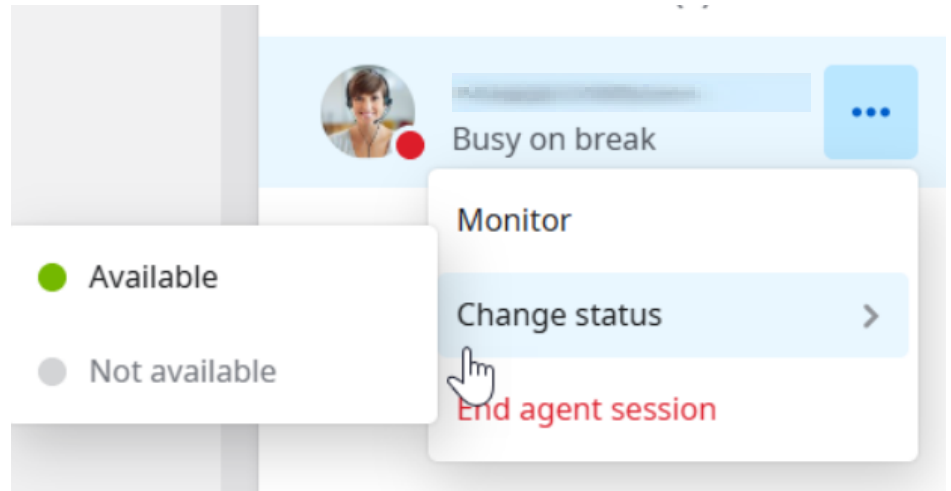 Busy on break
Monitor
Available
Change status
Not available
End agent session